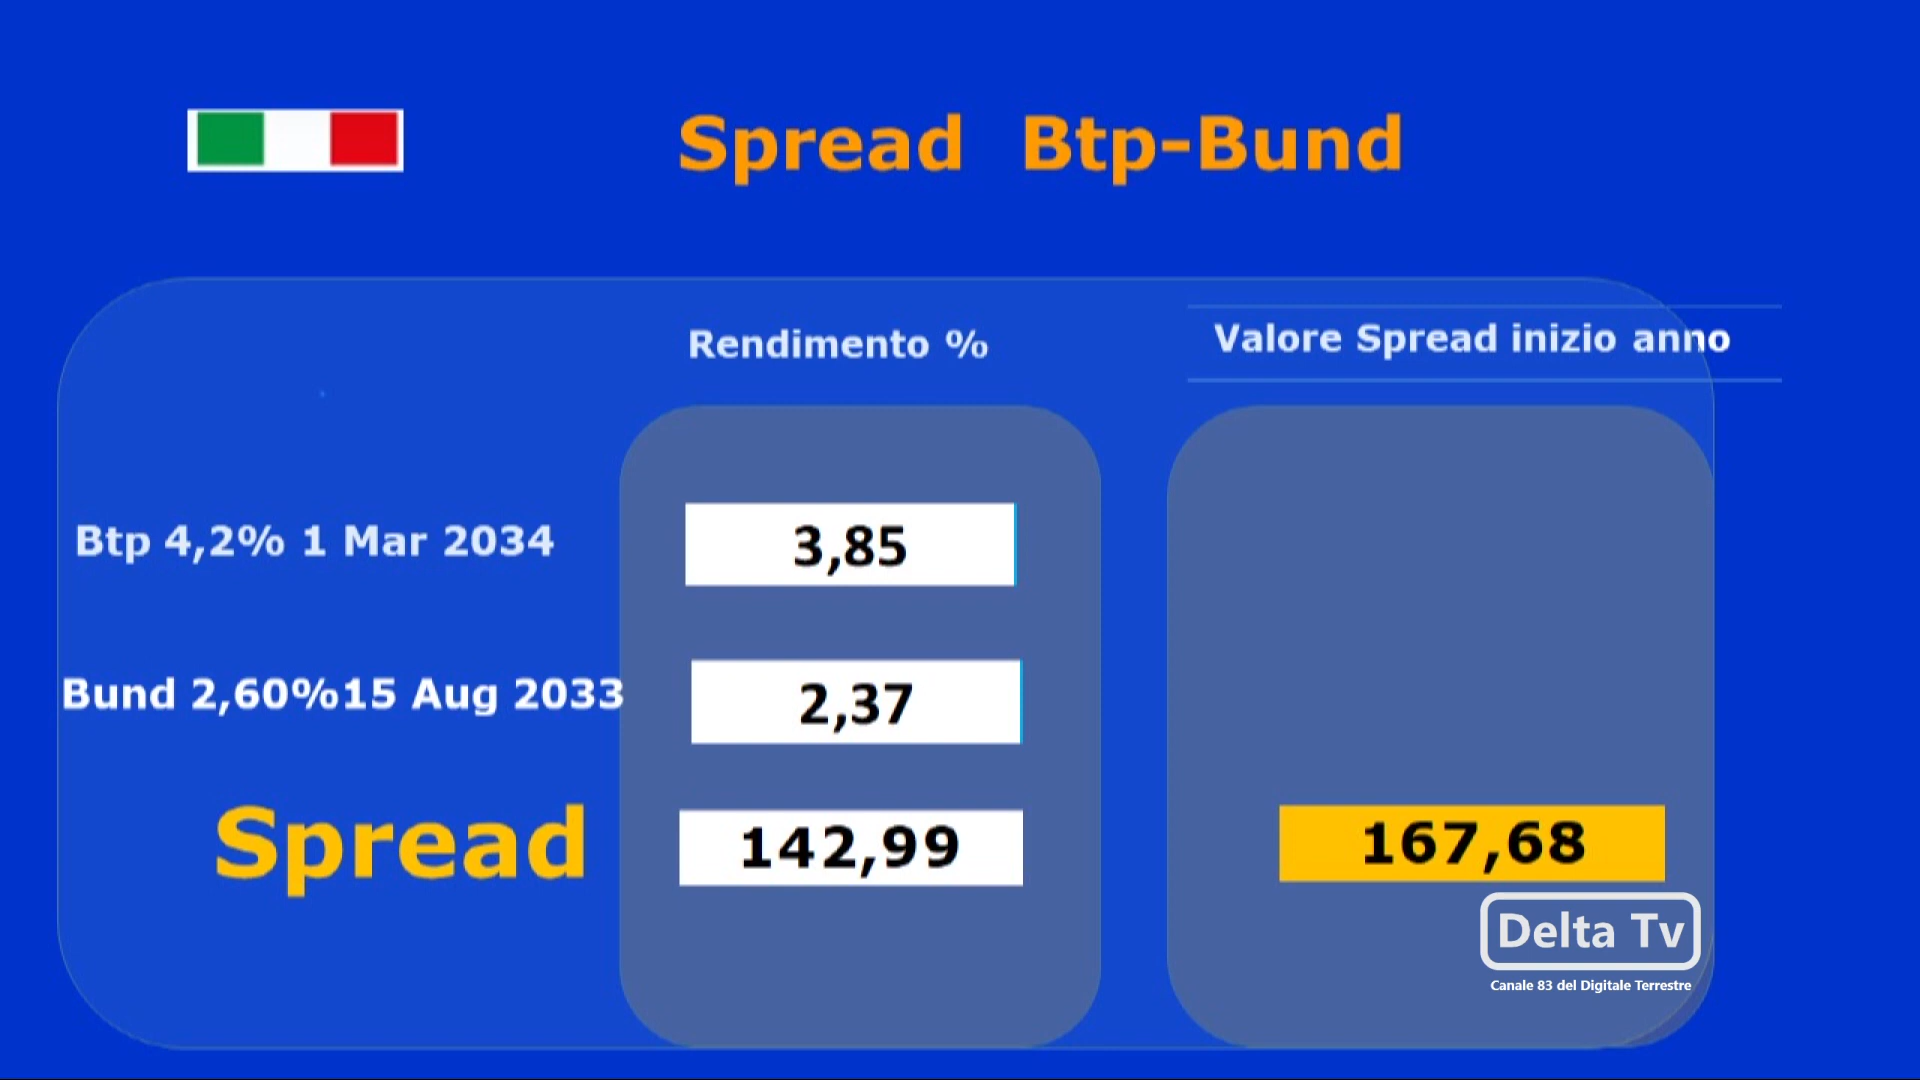 Spread Btp-Bund
Rendimento %
Valore Spread inizio anno
Btp 4,2% 1 Mar 2034
3,85
Bund 2,60%15 Aug 2033
2,37
Spread
142,99
167,68
Delta Tv
Canale 83 del Digitale Terrestre